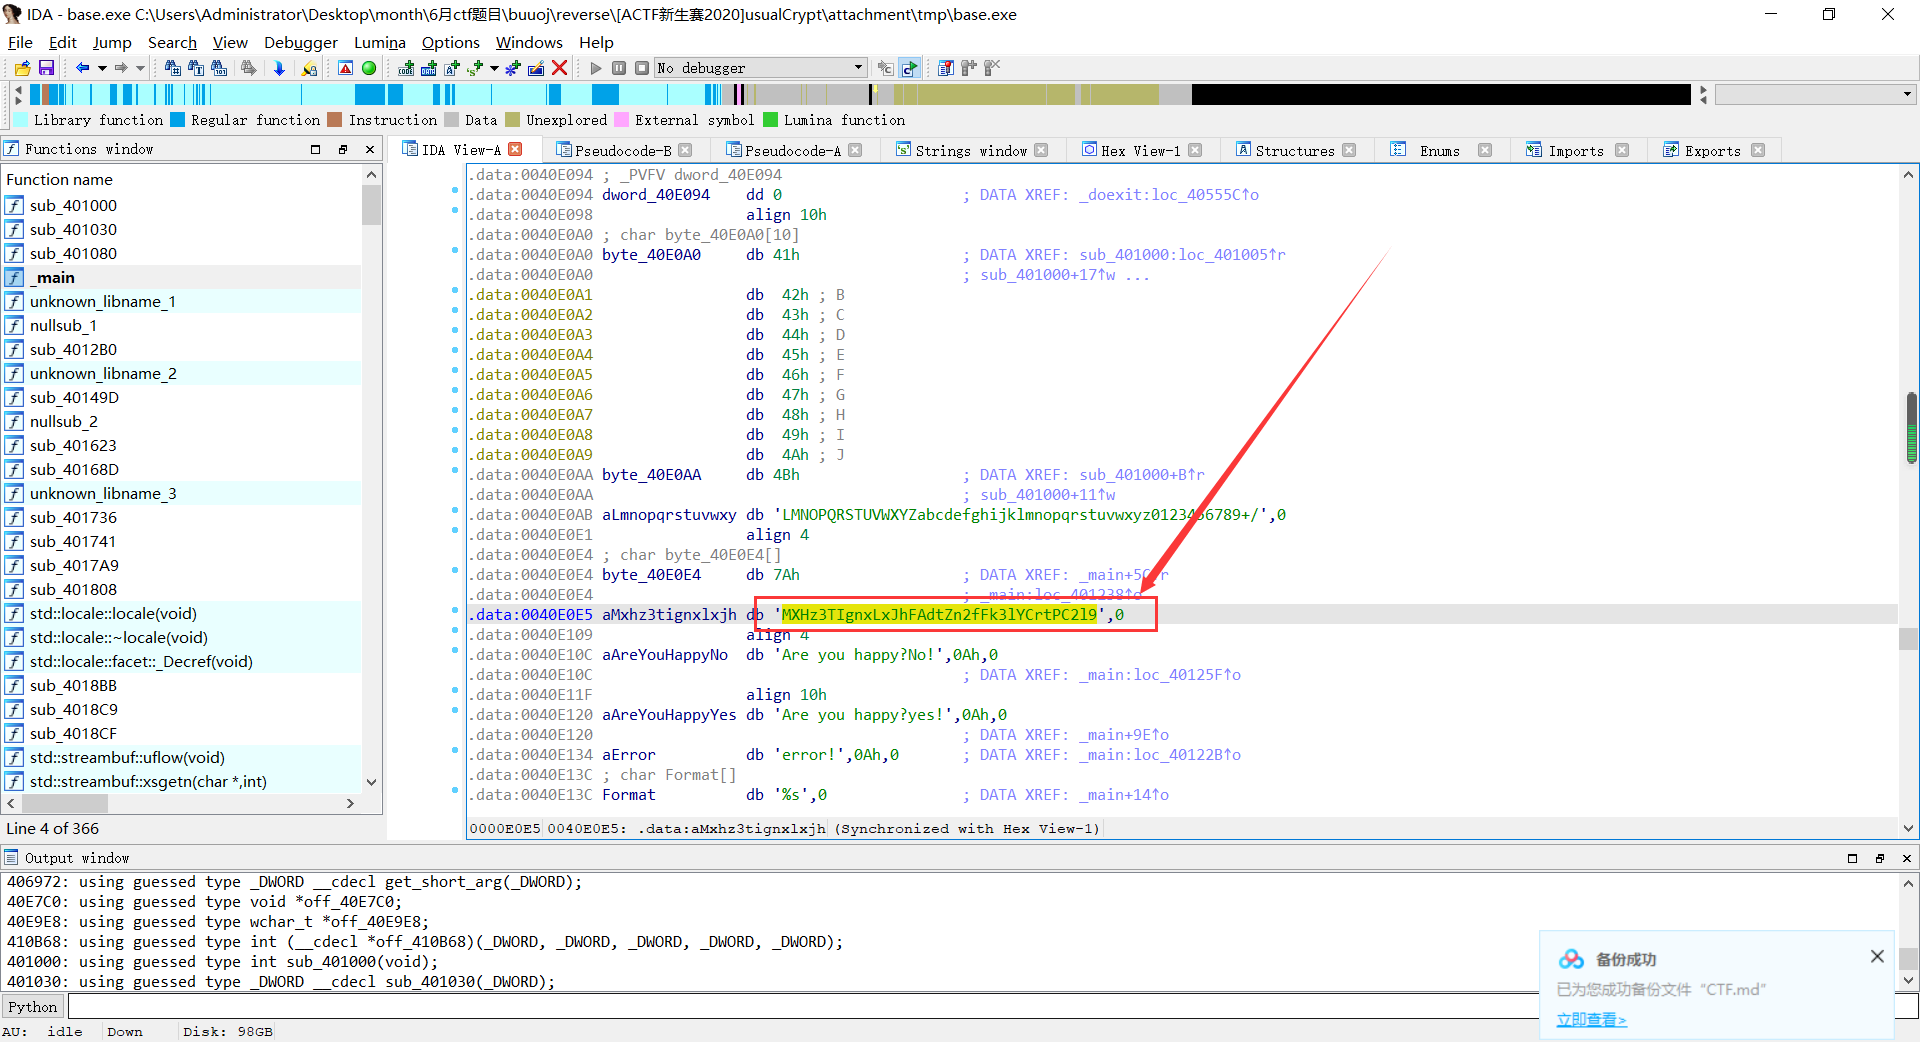 IDA - base.exe C:\Users\Administrator\Desktop\month\6月ctf题目\buuoj\reverse\[ACTF新生赛2020]usualCrypt\attachment\tmp\base.exe
File Edit Jump Search View Debugger Lumina Options Windows Help
No debugger
Library function Regular function Instruction Data Unexplored External symbol Lumina function
Functions window
IDA View-A Pseudocode-B Pseudocode-A Strings window Hex View-1 Structures Enums Imports Exports
Function name
sub_401000
sub_401030
sub_401080
_main
unknown_libname_1
nullsub_1
sub_4012B0
unknown_libname_2
sub_40149D
nullsub_2
sub_401623
sub_40168D
unknown_libname_3
sub_401736
sub_401741
sub_4017A9
sub_401808
std::locale::locale(void)
std::locale::~locale(void)
std::locale::facet::_Decref(void)
sub_4018BB
sub_4018C9
sub_4018CF
std::streambuf::uflow(void)
std::streambuf::xsgetn(char *,int)
Line 4 of 366
.data:0040E094 ; _PVFV dword_40E094
.data:0040E094 dword_40E094 dd 0 ; DATA XREF: _doexit:loc_40555C↑o
.data:0040E098 align 10h
.data:0040E0A0 ; char byte_40E0A0[10]
.data:0040E0A0 byte_40E0A0 db 41h ; DATA XREF: sub_401000:loc_401005↑r
.data:0040E0A0 ; sub_401000+17↑w ...
.data:0040E0A1 db 42h ; B
.data:0040E0A2 db 43h ; C
.data:0040E0A3 db 44h ; D
.data:0040E0A4 db 45h ; E
.data:0040E0A5 db 46h ; F
.data:0040E0A6 db 47h ; G
.data:0040E0A7 db 48h ; H
.data:0040E0A8 db 49h ; I
.data:0040E0A9 db 4Ah ; J
.data:0040E0AA byte_40E0AA db 4Bh ; DATA XREF: sub_401000+B↑r
.data:0040E0AA ; sub_401000+11↑w
.data:0040E0AB aLmnopqrstuvwxy db 'LMNOPQRSTUVWXYZabcdefghijklmnopqrstuvwxyz0123456789+/',0
.data:0040E0E1 align 4
.data:0040E0E4 ; char byte_40E0E4[]
.data:0040E0E4 byte_40E0E4 db 7Ah ; DATA XREF: _main+5C↑r
.data:0040E0E4 ; _main:loc_401238↑o
.data:0040E0E5 aMxhz3tignxlxjh db 'MXHz3TIgnxLxJhFAdtZn2fFk3lYCrtPC2l9',0
.data:0040E109 align 4
.data:0040E10C aAreYouHappyNo db 'Are you happy?No!',0Ah,0
.data:0040E10C ; DATA XREF: _main:loc_40125F↑o
.data:0040E11F align 10h
.data:0040E120 aAreYouHappyYes db 'Are you happy?yes!',0Ah,0
.data:0040E120 ; DATA XREF: _main+9E↑o
.data:0040E134 aError db 'error!',0Ah,0 ; DATA XREF: _main:loc_40122B↑o
.data:0040E13C ; char Format[]
.data:0040E13C Format db '%s',0 ; DATA XREF: _main+14↑o
0000E0E5 0040E0E5: .data:aMxhz3tignxlxjh (Synchronized with Hex View-1)
Output window
406972: using guessed type _DWORD __cdecl get_short_arg(_DWORD);
40E7C0: using guessed type void *off_40E7C0;
40E9E8: using guessed type wchar_t *off_40E9E8;
410B68: using guessed type int (__cdecl *off_410B68)(_DWORD, _DWORD, _DWORD, _DWORD, _DWORD);
401000: using guessed type int sub_401000(void);
401030: using guessed type _DWORD __cdecl sub_401030(_DWORD);
Python
AU: idle Down Disk: 98GB
备份成功
已为您成功备份文件 “CTF.md”
立即查看>